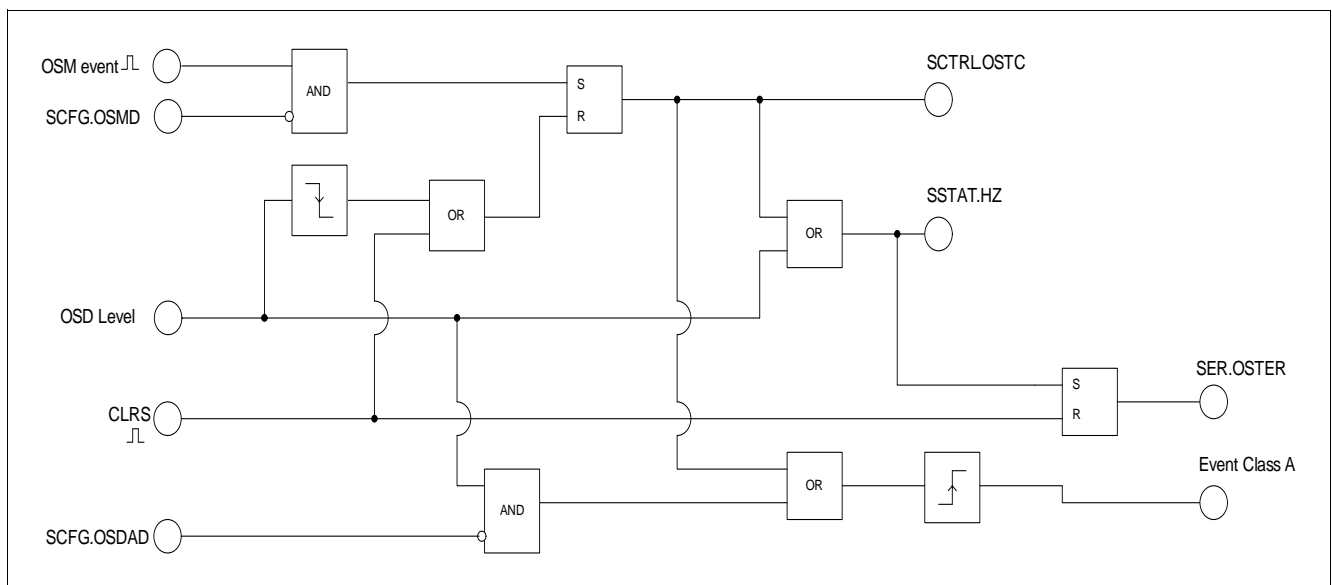 OSM event
SCFG.OSMD
AND
S
R
SCTRL.OSTC
OR
SSTAT.HZ
OR
OSD Level
CLRS
S
R
SER.OSTER
Event Class A
OR
AND
SCFG.OSDAD